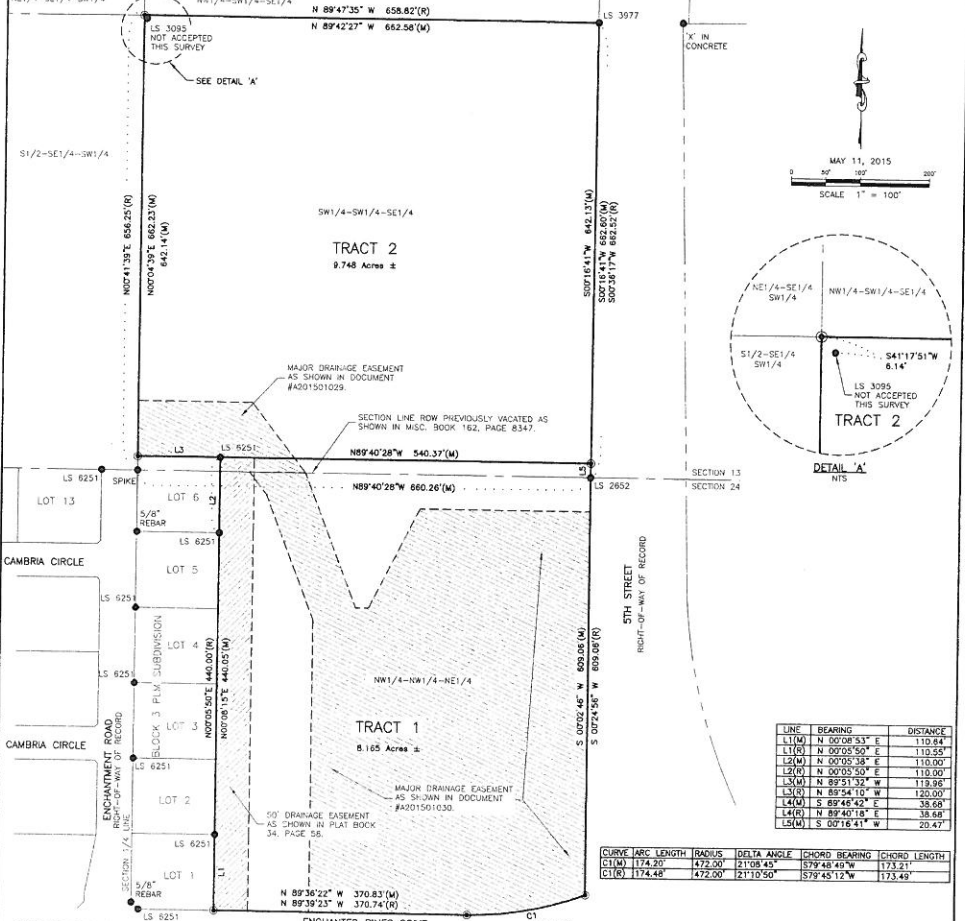 N 89°47'35" W 658.82'(R)
N 89°42'27" W 662.58'(M)
LS 3095
NOT ACCEPTED
THIS SURVEY
SEE DETAIL 'A'
LS 3977
'X' IN
CONCRETE
MAY 11, 2015
0 50' 100' 200'
SCALE 1" = 100'
S1/2-SE1/4-SW1/4
N00°41'39"E 656.25'(R)
N00°04'39"E 662.23'(M)
642.14'(M)
SW1/4-SW1/4-SE1/4
TRACT 2
9.748 Acres ±
S00°16'41"W 642.13'(M)
S00°16'41"W 662.60'(M)
S00°36'17"W 662.52'(R)
NE1/4-SE1/4
SW1/4
NW1/4-SW1/4-SE1/4
S1/2-SE1/4
SW1/4
S41°17'51"W
6.14'
LS 3095
NOT ACCEPTED
THIS SURVEY
TRACT 2
DETAIL 'A'
NTS
MAJOR DRAINAGE EASEMENT
AS SHOWN IN DOCUMENT
#A201501029.
SECTION LINE ROW PREVIOUSLY VACATED AS
SHOWN IN MISC. BOOK 162, PAGE 8347.
L3
LS 6251
N89°40'28"W 540.37'(M)
L5
SECTION 13
SECTION 24
LS 6251
SPIKE
N89°40'28"W 660.26'(M)
LS 2652
LOT 13
LOT 6
L2
5/8"
REBAR
LS 6251
CAMBRIA CIRCLE
LOT 5
LS 6251
LOT 4
LS 6251
BLOCK 3 PLM SUBDIVISION
N00°05'50"E 440.00'(R)
N00°08'15"E 440.05'(M)
LOT 3
CAMBRIA CIRCLE
LS 6251
LOT 2
ENCHANTMENT ROAD
RIGHT-OF-WAY OF RECORD
SECTION 1/4 LINE
LS 6251
LOT 1
L1
5/8"
REBAR
LS 6251
NW1/4-NW1/4-NE1/4
TRACT 1
8.165 Acres ±
MAJOR DRAINAGE EASEMENT
AS SHOWN IN DOCUMENT
#A201501030.
50' DRAINAGE EASEMENT
AS SHOWN IN PLAT BOOK
34, PAGE 58.
S 00°02'46" W 609.06'(M)
S 00°24'56" W 609.06'(R)
5TH STREET
RIGHT-OF-WAY OF RECORD
N 89°36'22" W 370.83'(M)
N 89°39'23" W 370.74'(R)
C1
LINE BEARING DISTANCE
L1(M) N 00°08'53" E 110.64'
L1(R) N 00°05'50" E 110.55'
L2(M) N 00°05'38" E 110.00'
L2(R) N 00°05'50" E 110.00'
L3(M) N 89°51'32" W 119.96'
L3(R) N 89°54'10" W 120.00'
L4(M) S 89°46'42" E 38.68'
L4(R) N 89°40'18" E 38.68'
L5(M) S 00°16'41" W 20.47'
CURVE ARC LENGTH RADIUS DELTA ANGLE CHORD BEARING CHORD LENGTH
C1(M) 174.20' 472.00' 21°08'45" S79°48'49"W 173.21'
C1(R) 174.48' 472.00' 21°10'50" S79°45'12"W 173.49'